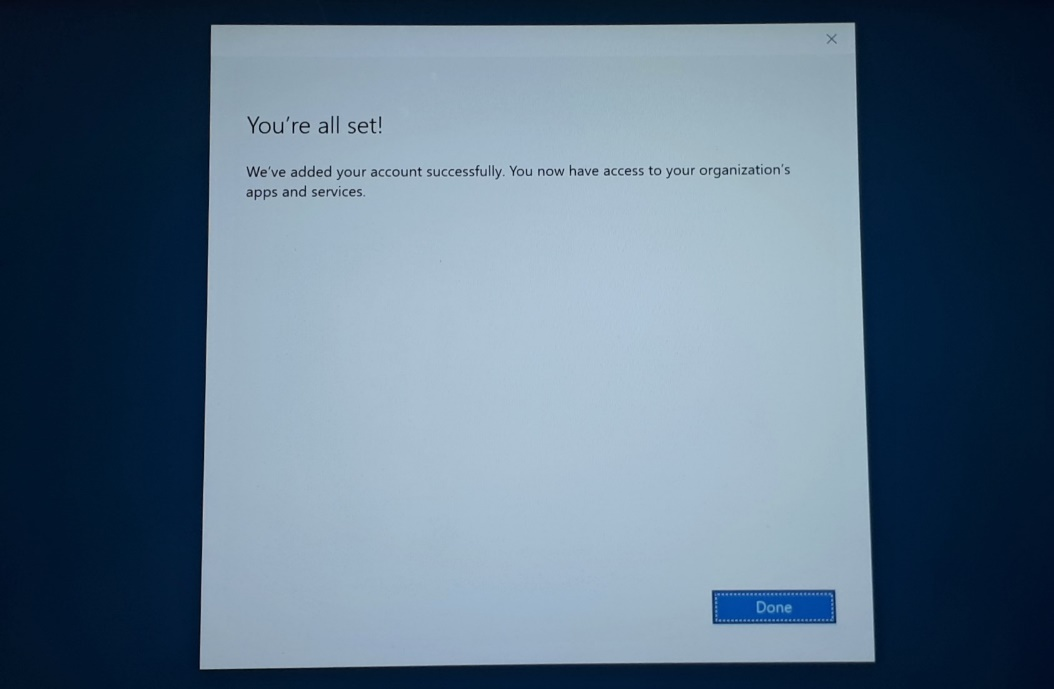 You're all set!
We've added your account successfully. You now have access to your organization's
apps and services.
Done